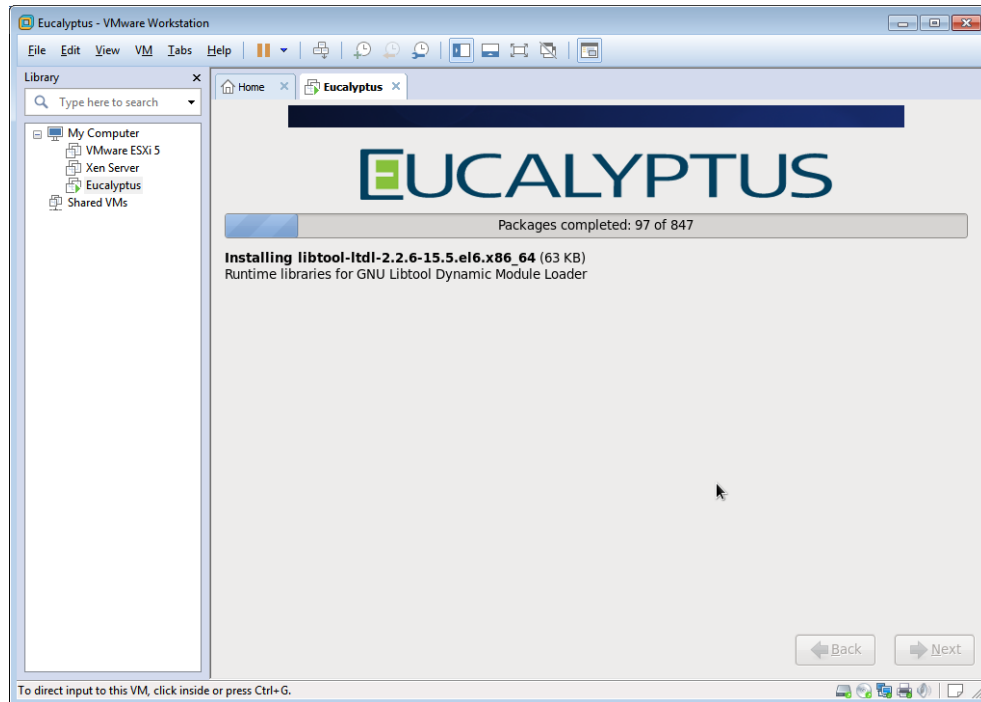 Eucalyptus - VMware Workstation
File Edit View VM Tabs Help
Library
Home
Eucalyptus
Type here to search
My Computer
VMware ESXi 5
Xen Server
Eucalyptus
Shared VMs
EUCALYPTUS
Packages completed: 97 of 847
Installing libtool-ltdl-2.2.6-15.5.el6.x86_64 (63 KB)
Runtime libraries for GNU Libtool Dynamic Module Loader
Back
Next
To direct input to this VM, click inside or press Ctrl+G.